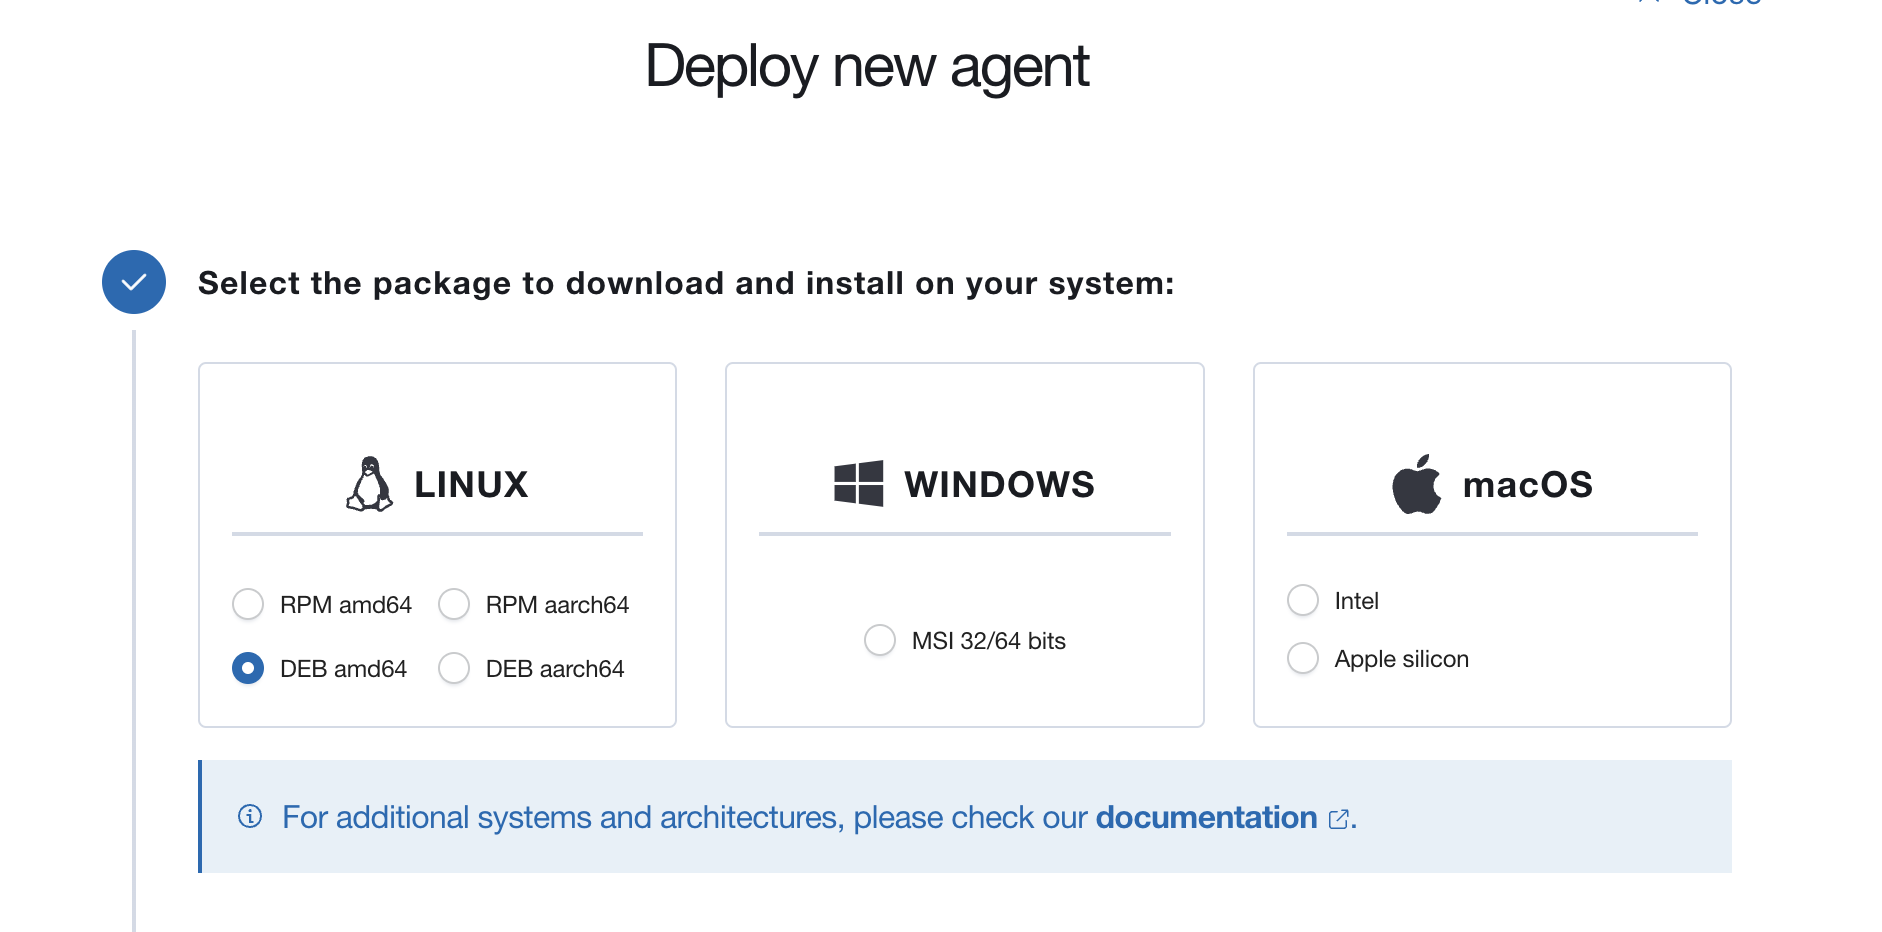 Close
Deploy new agent
Select the package to download and install on your system:
LINUX
RPM amd64
RPM aarch64
DEB amd64
DEB aarch64
WINDOWS
MSI 32/64 bits
macOS
Intel
Apple silicon
For additional systems and architectures, please check our documentation.